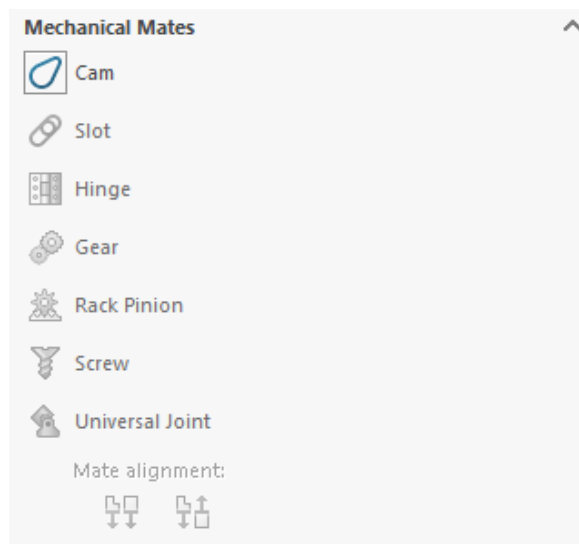 Mechanical Mates
Cam
Slot
Hinge
Gear
Rack Pinion
Screw
Universal Joint
Mate alignment: